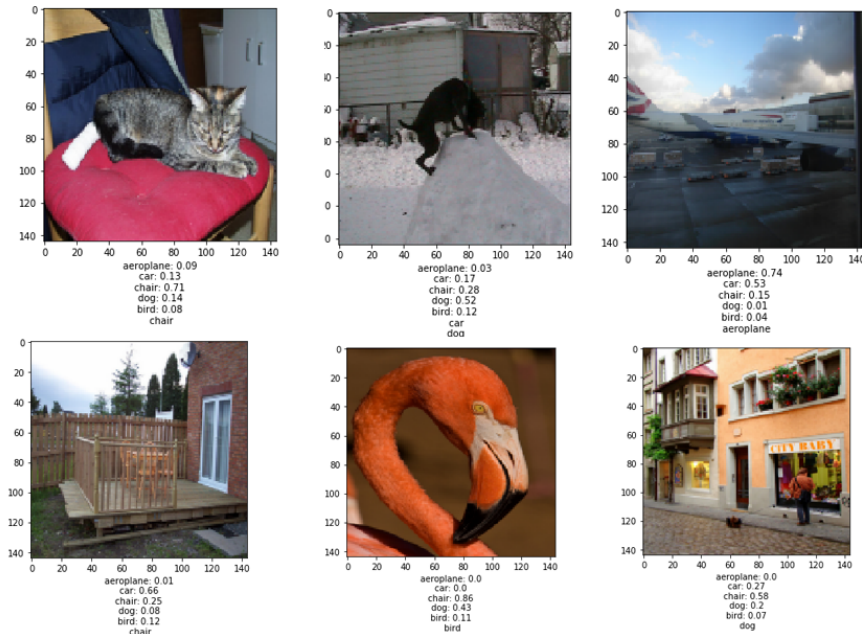 0
20
40
60
80
100
120
140
0 20 40 60 80 100 120 140
aeroplane: 0.09
car: 0.13
chair: 0.71
dog: 0.14
bird: 0.08
chair
0
20
40
60
80
0
0
0
0 20 40 60 80 100 120 140
aeroplane: 0.03
car: 0.17
chair: 0.28
dog: 0.52
bird: 0.12
car
dog
0
20
40
60
80
100
120
140
0 20 40 60 80 100 120 140
aeroplane: 0.74
car: 0.53
chair: 0.15
dog: 0.01
bird: 0.04
aeroplane
0
20
40
60
80
100
120
140
0 20 40 60 80 100 120 140
aeroplane: 0.01
car: 0.66
chair: 0.25
dog: 0.08
bird: 0.12
chair
0
20
40
60
80
100
120
140
0 20 40 60 80 100 120 140
aeroplane: 0.0
car: 0.0
chair: 0.86
dog: 0.43
bird: 0.11
bird
0
20
40
60
80
100
120
140
CITY BABY
0 20 40 60 80 100 120 140
aeroplane: 0.0
car: 0.27
chair: 0.58
dog: 0.2
bird: 0.07
dog